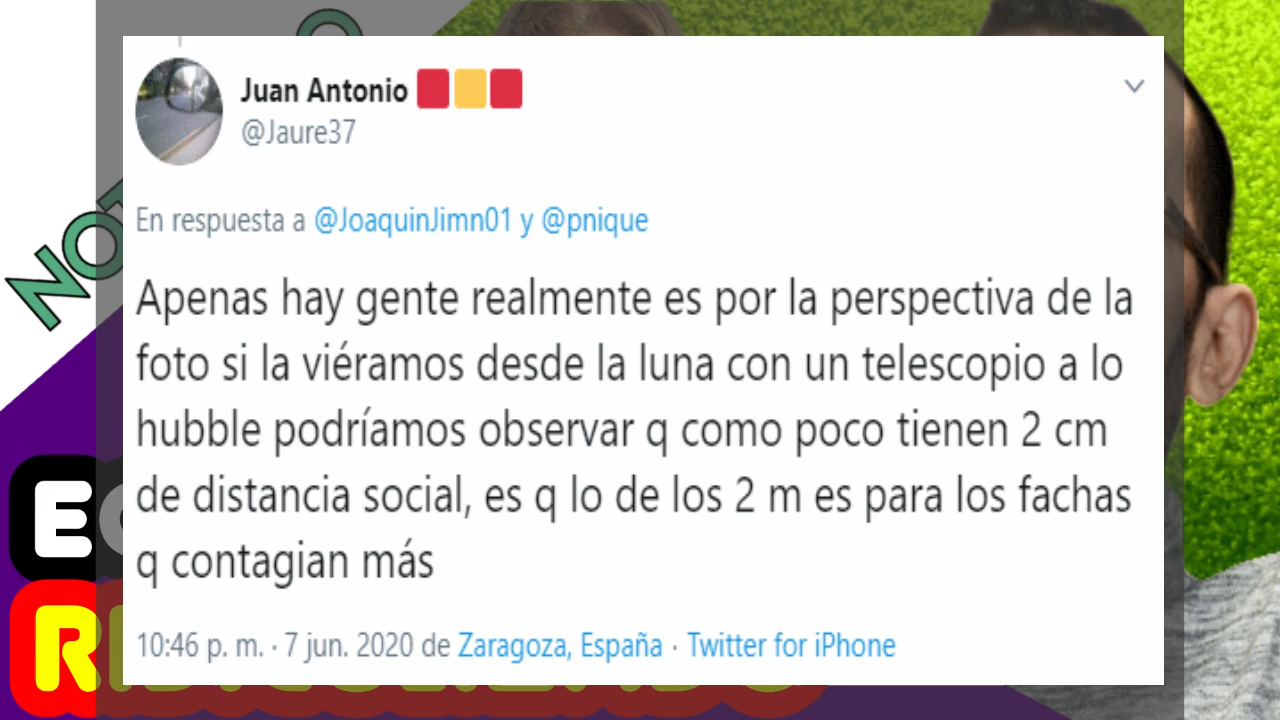 Juan Antonio
@Jaure37
En respuesta a @JoaquinJimn01 y @pnique
Apenas hay gente realmente es por la perspectiva de la
foto si la viéramos desde la luna con un telescopio a lo
hubble podríamos observar q como poco tienen 2 cm
de distancia social, es q lo de los 2 m es para los fachas
q contagian más
10:46 p. m. · 7 jun. 2020 de Zaragoza, España · Twitter for iPhone